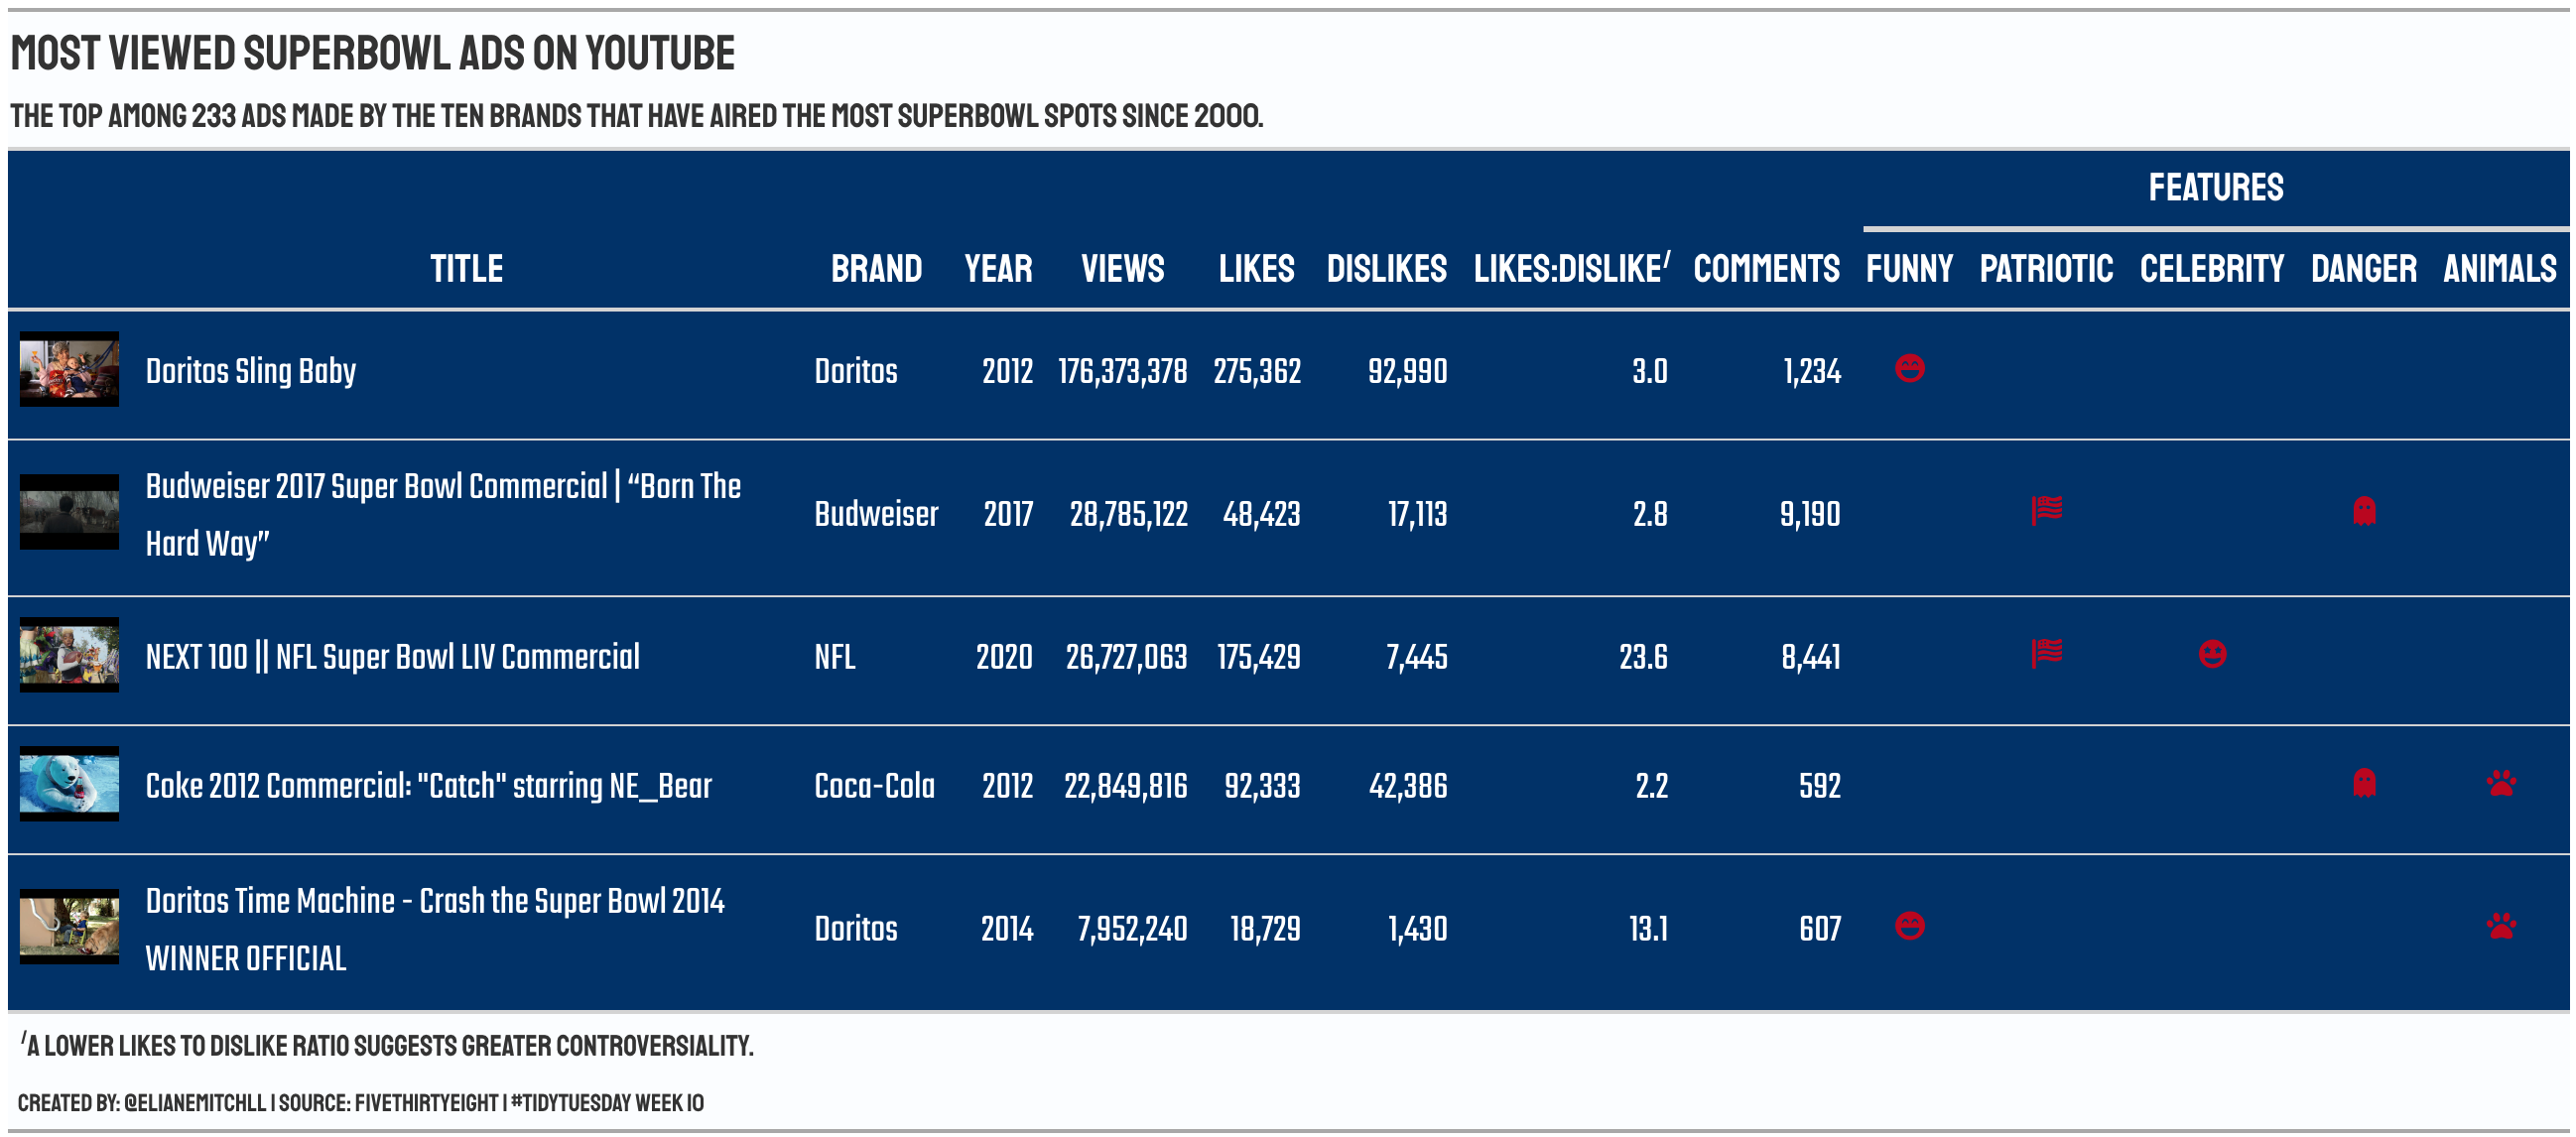 MOST VIEWED SUPERBOWL ADS ON YOUTUBE
THE TOP AMONG 233 ADS MADE BY THE TEN BRANDS THAT HAVE AIRED THE MOST SUPERBOWL SPOTS SINCE 2000.
FEATURES
TITLE BRAND YEAR VIEWS LIKES DISLIKES LIKES:DISLIKE¹ COMMENTS FUNNY PATRIOTIC CELEBRITY DANGER ANIMALS
Doritos Sling Baby Doritos 2012 176,373,378 275,362 92,990 3.0 1,234
Budweiser 2017 Super Bowl Commercial | “Born The
Hard Way” Budweiser 2017 28,785,122 48,423 17,113 2.8 9,190
NEXT 100 || NFL Super Bowl LIV Commercial NFL 2020 26,727,063 175,429 7,445 23.6 8,441
Coke 2012 Commercial: "Catch" starring NE_Bear Coca-Cola 2012 22,849,816 92,333 42,386 2.2 592
Doritos Time Machine - Crash the Super Bowl 2014
WINNER OFFICIAL Doritos 2014 7,952,240 18,729 1,430 13.1 607
¹A LOWER LIKES TO DISLIKE RATIO SUGGESTS GREATER CONTROVERSIALITY.
CREATED BY: @ELIANEMITCHLL | SOURCE: FIVETHIRTYEIGHT | #TIDYTUESDAY WEEK 10